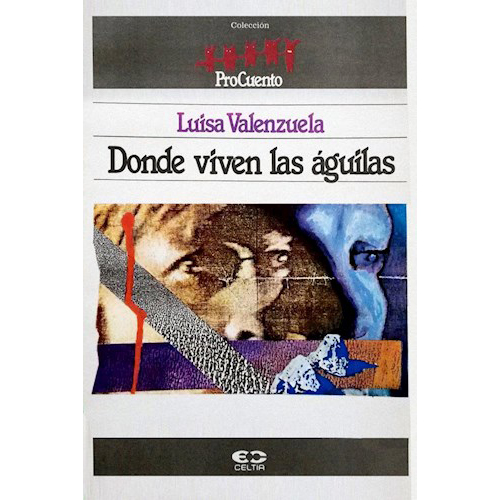 Colección
ProCuento
Luisa Valenzuela
Donde viven las águilas
CELTIA